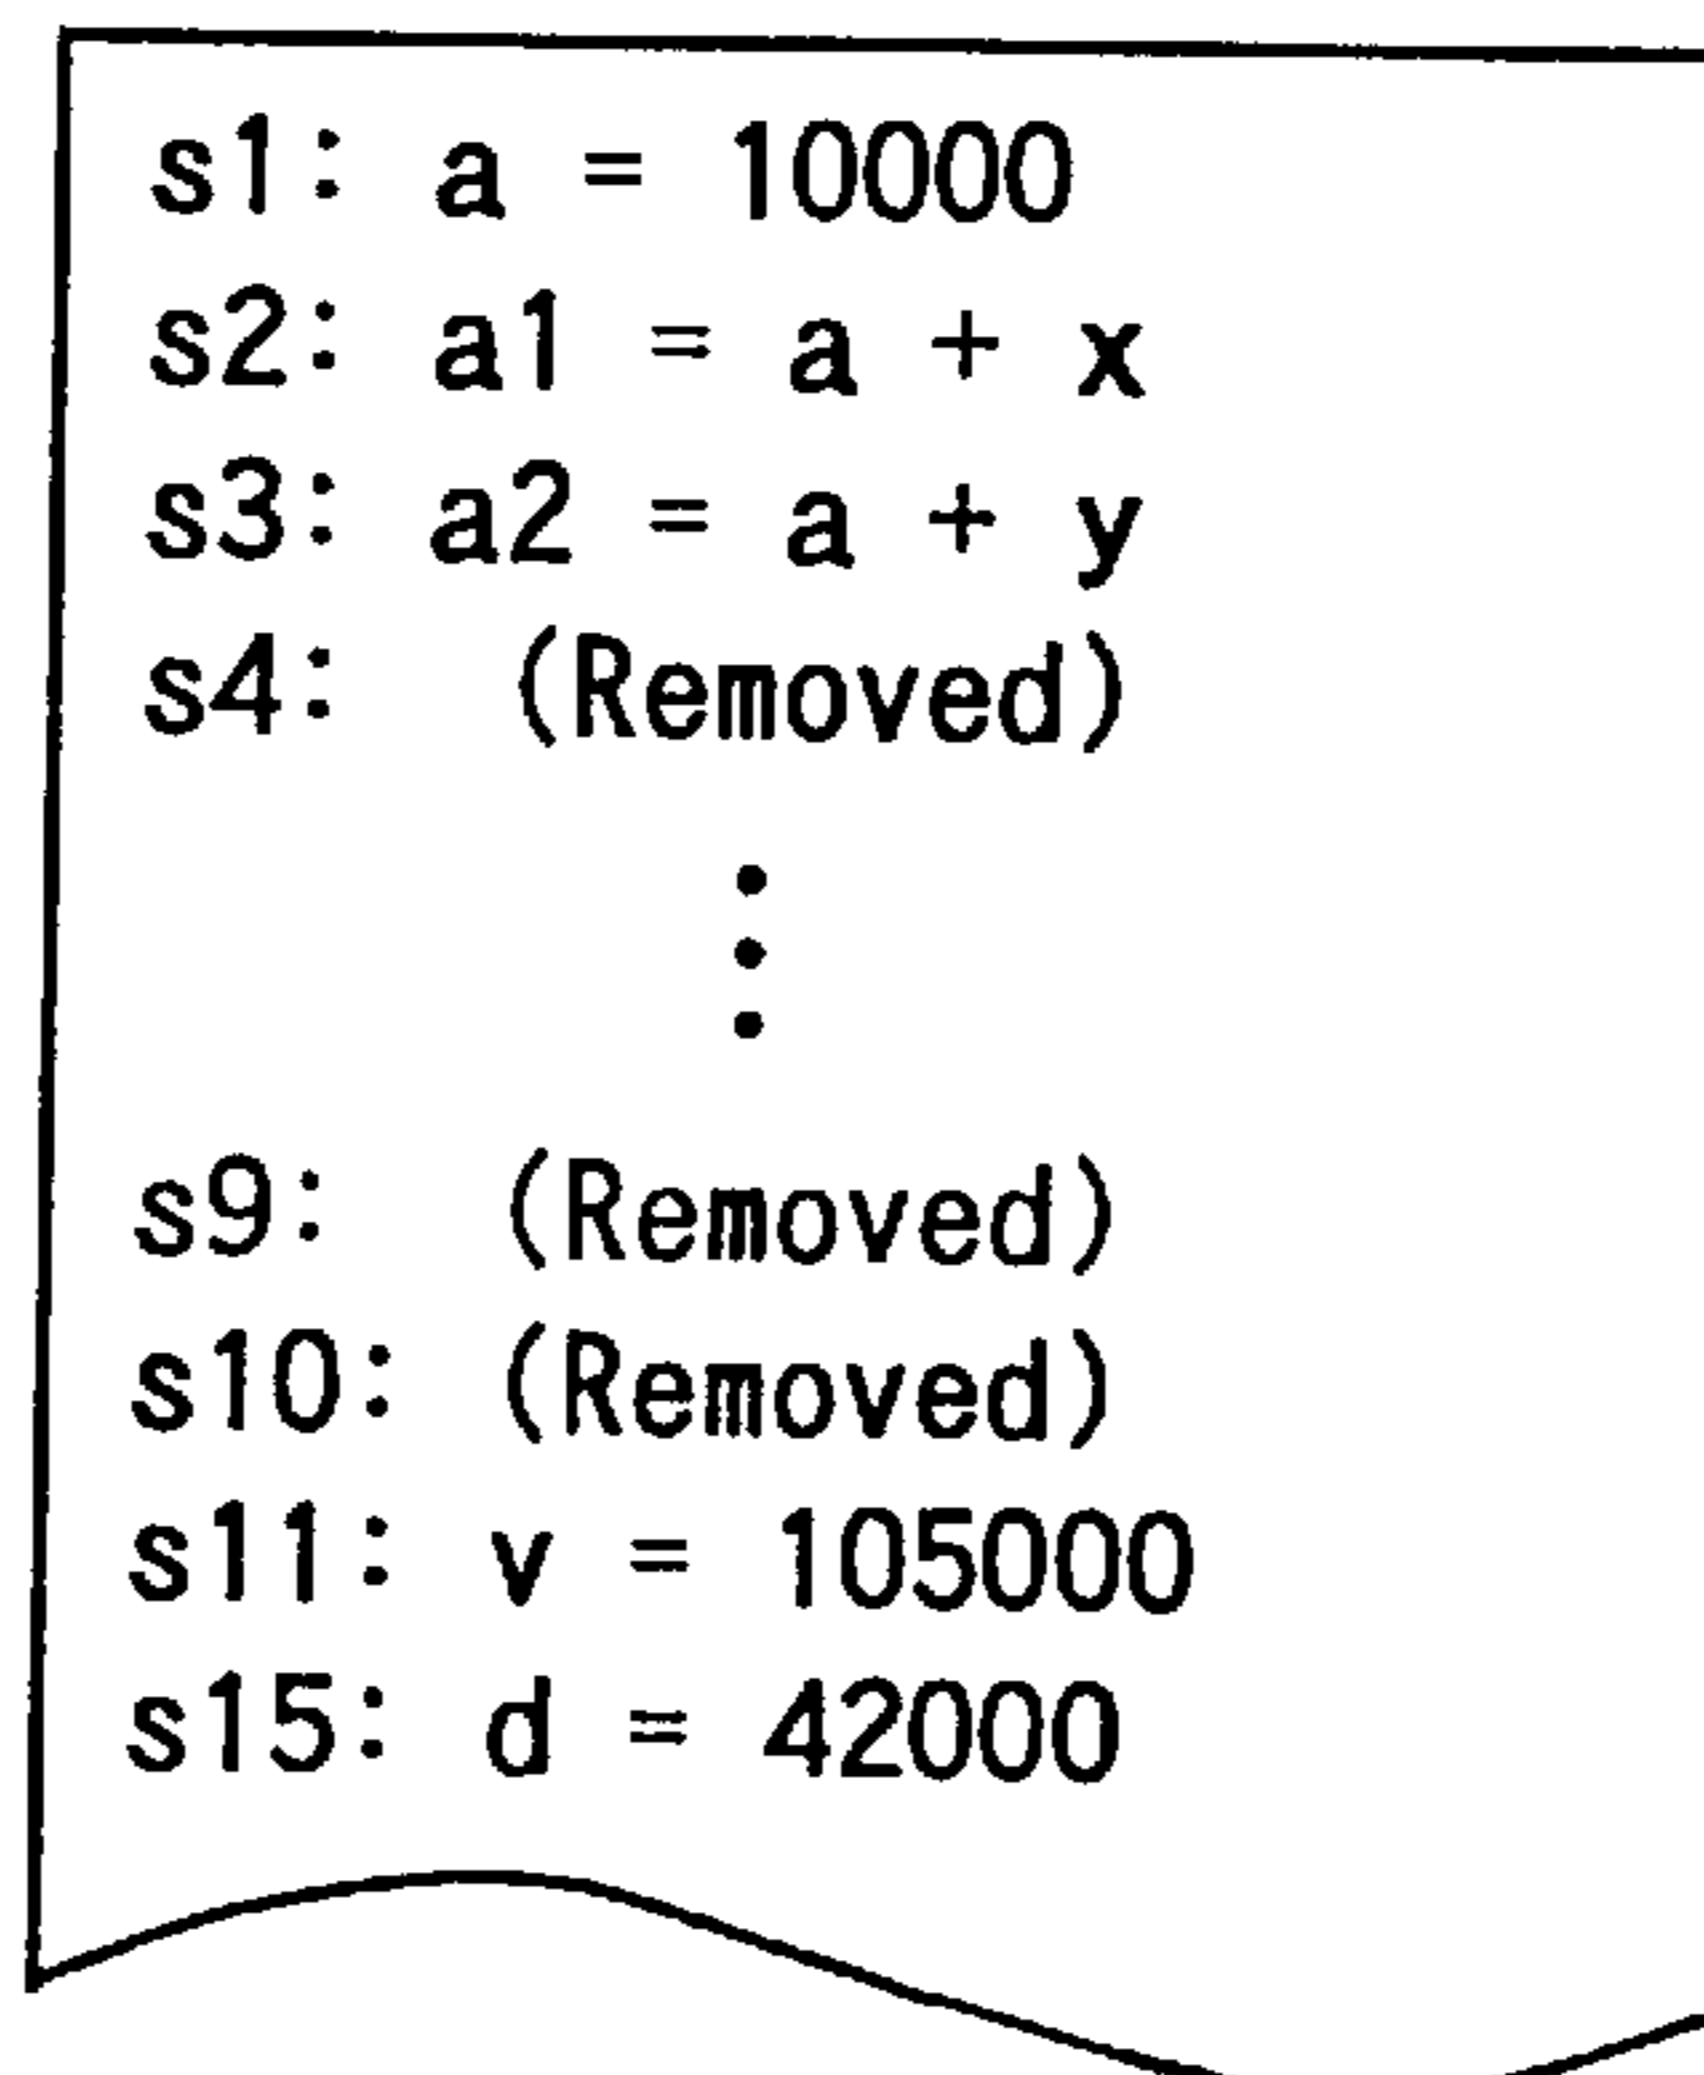 s1: a = 10000
s2: a1 = a + x
s3: a2 = a + y
s4: (Removed)
s9: (Removed)
s10: (Removed)
s11: v = 105000
s15: d = 42000